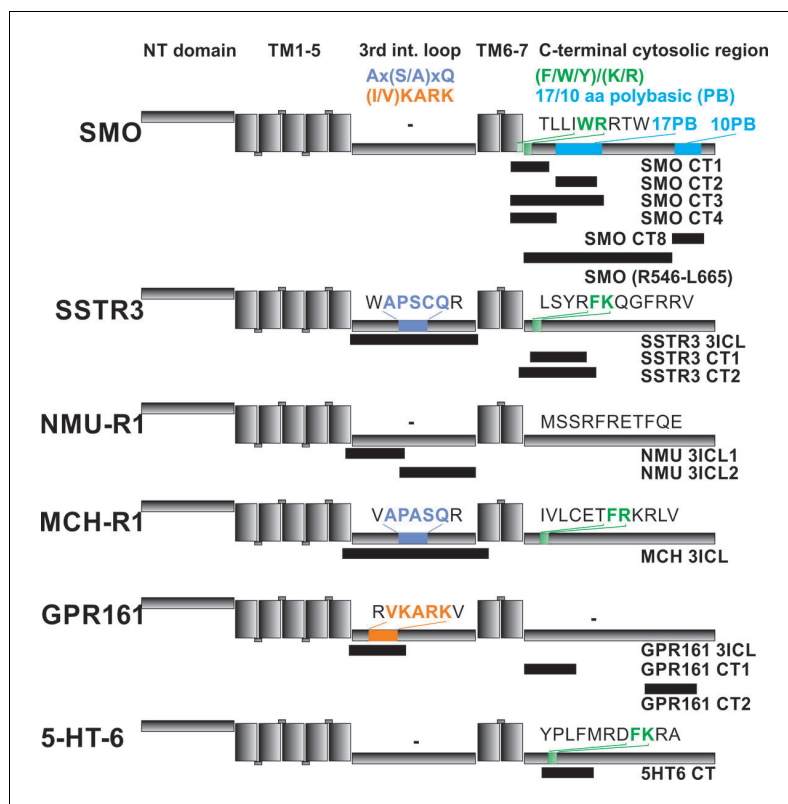 NT domain TM1-5 3rd int. loop TM6-7 C-terminal cytosolic region
Ax(S/A)xQ (F/W/Y)/(K/R)
(I/V)KARK 17/10 aa polybasic (PB)
SMO - TLLIWRRTW17PB 10PB
SMO CT1
SMO CT2
SMO CT3
SMO CT4
SMO CT8
SMO (R546-L665)
SSTR3 WAPSCQR LSYRFKQGFRRV
SSTR3 3ICL
SSTR3 CT1
SSTR3 CT2
NMU-R1 - MSSRFRETFQE
NMU 3ICL1
NMU 3ICL2
MCH-R1 VAPASQR IVLCETFRKRLV
MCH 3ICL
GPR161 RVKARKV -
GPR161 3ICL
GPR161 CT1
GPR161 CT2
5-HT-6 - YPLFMRDFKRA
5HT6 CT